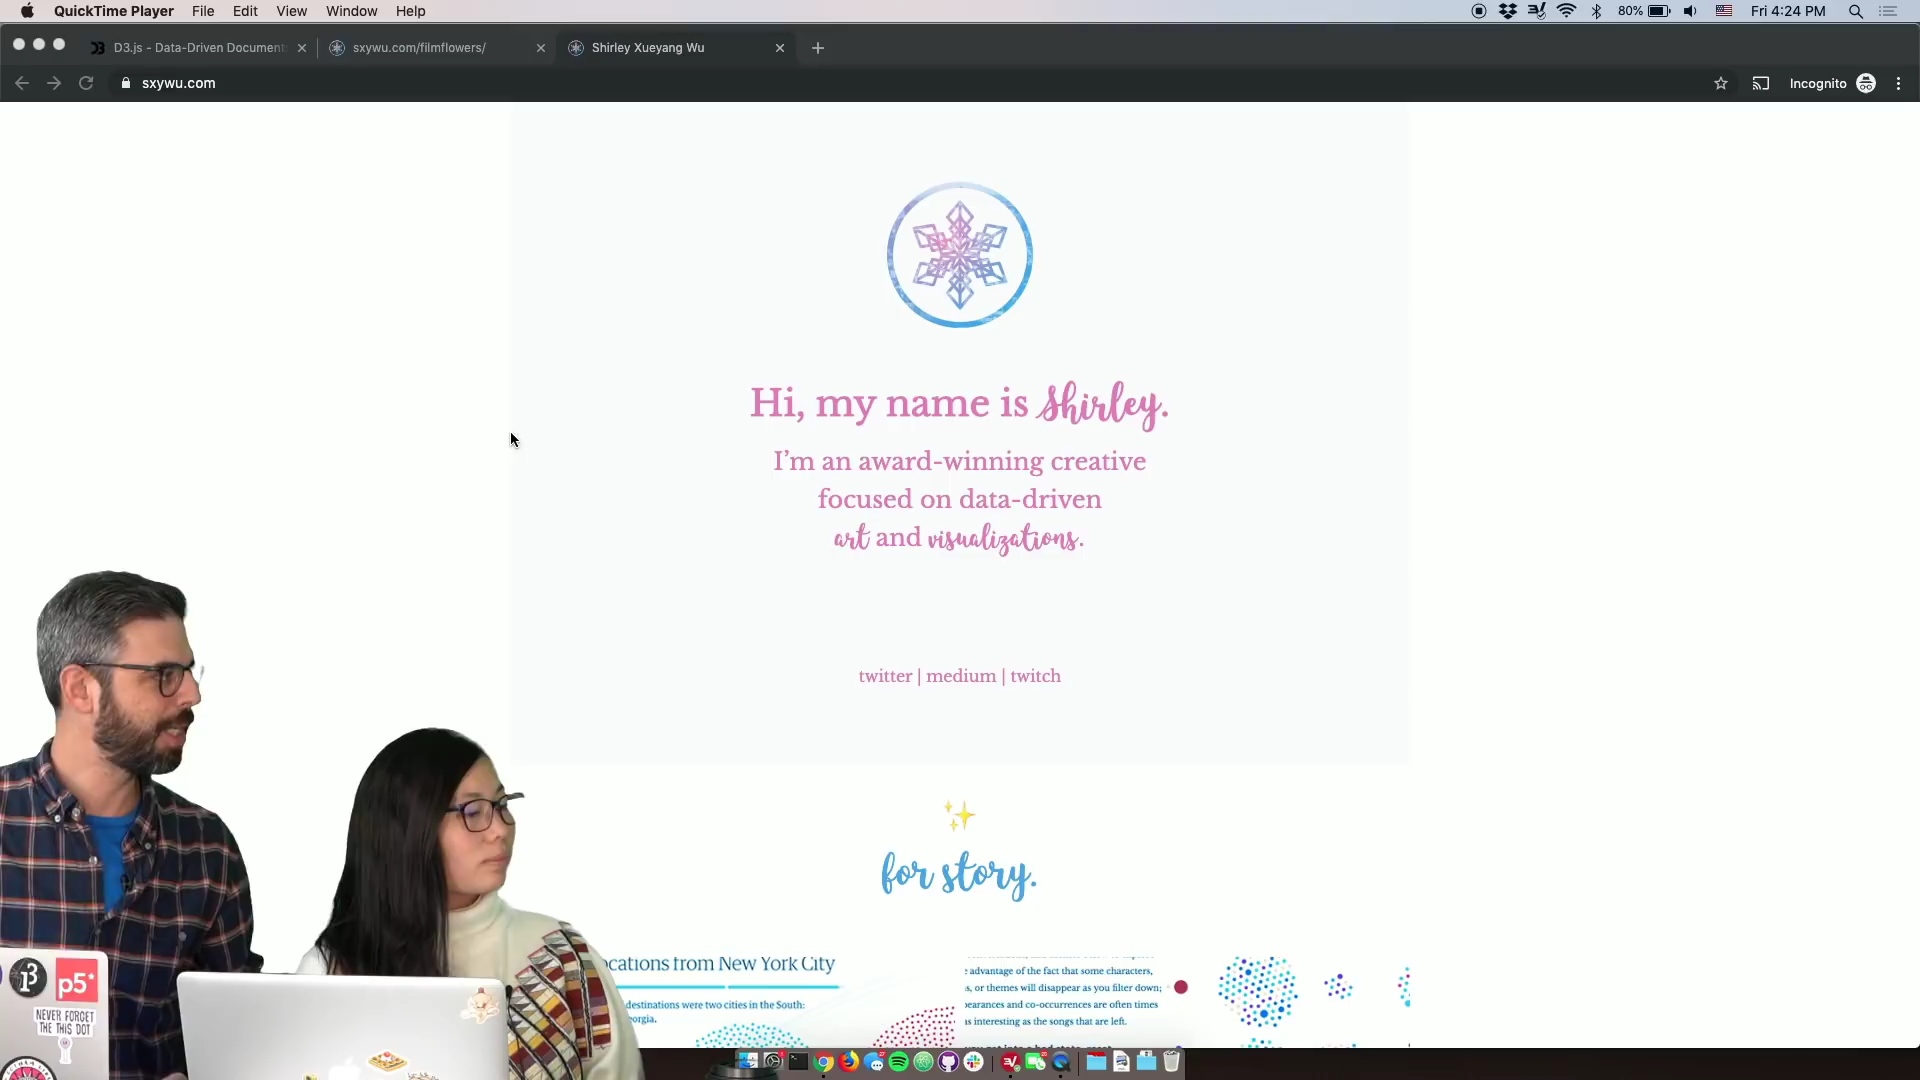 QuickTime Player File Edit View Window Help
80% Fri 4:24 PM
D3.js - Data-Driven Document
sxywu.com/filmflowers/
Shirley Xueyang Wu
sxywu.com
Incognito
Hi, my name is Shirley.
I'm an award-winning creative
focused on data-driven
art and visualizations.
twitter | medium | twitch
for story.
ocations from New York City
destinations were two cities in the South:
orgia.
advantage of the fact that some characters,
s, or themes will disappear as you filter down;
pearances and co-occurrences are often times
as interesting as the songs that are left.
p5*
NEVER FORGET
THE THIS DOT